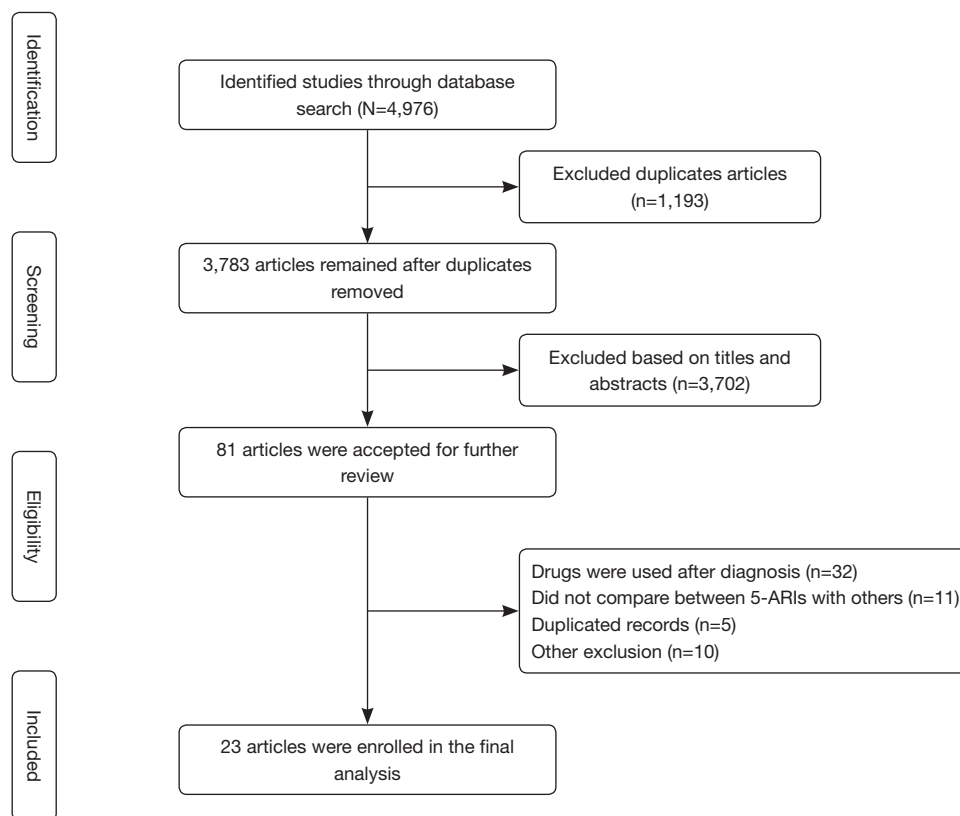 Identification
Identified studies through database
search (N=4,976)
Excluded duplicates articles
(n=1,193)
Screening
3,783 articles remained after duplicates
removed
Excluded based on titles and
abstracts (n=3,702)
Eligibility
81 articles were accepted for further
review
Drugs were used after diagnosis (n=32)
Did not compare between 5-ARIs with others (n=11)
Duplicated records (n=5)
Other exclusion (n=10)
Included
23 articles were enrolled in the final
analysis